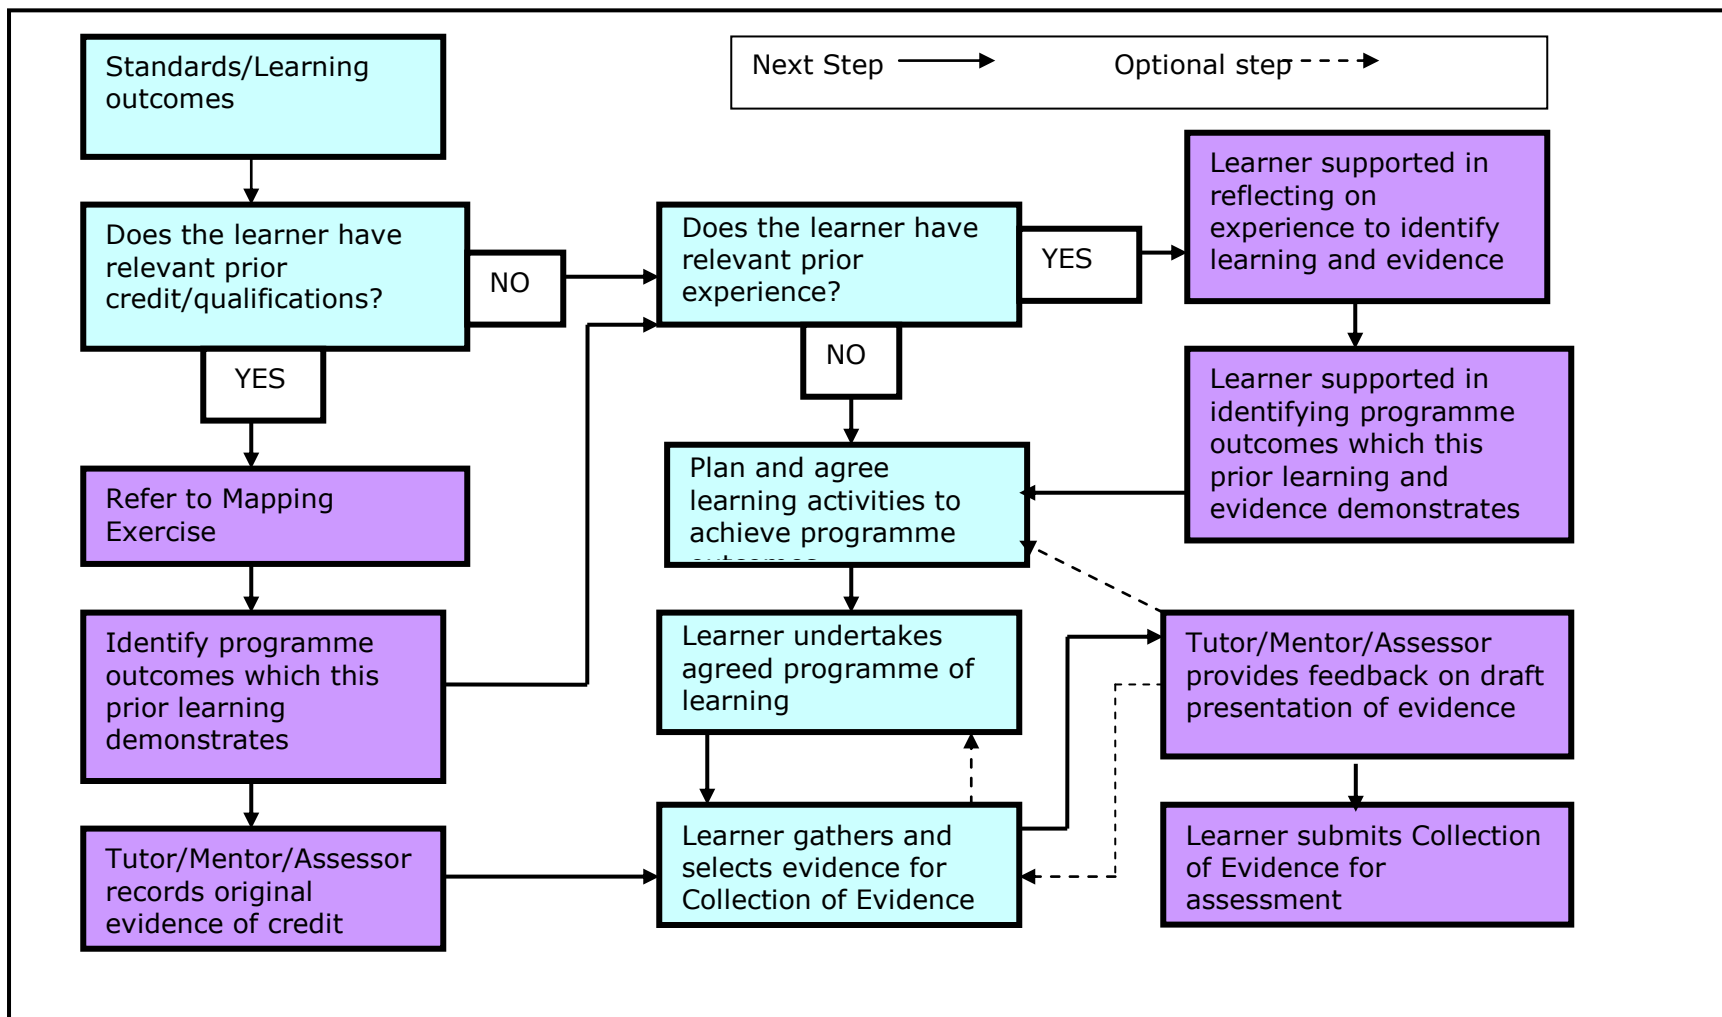 Standards/Learning
outcomes
Next Step
Optional step
Does the learner have
relevant prior
credit/qualifications?
NO
YES
Does the learner have
relevant prior
experience?
YES
NO
Learner supported in
reflecting on
experience to identify
learning and evidence
Learner supported in
identifying programme
outcomes which this
prior learning and
evidence demonstrates
Refer to Mapping
Exercise
Plan and agree
learning activities to
achieve programme
Identify programme
outcomes which this
prior learning
demonstrates
Learner undertakes
agreed programme of
learning
Tutor/Mentor/Assessor
provides feedback on draft
presentation of evidence
Tutor/Mentor/Assessor
records original
evidence of credit
Learner gathers and
selects evidence for
Collection of Evidence
Learner submits Collection
of Evidence for
assessment